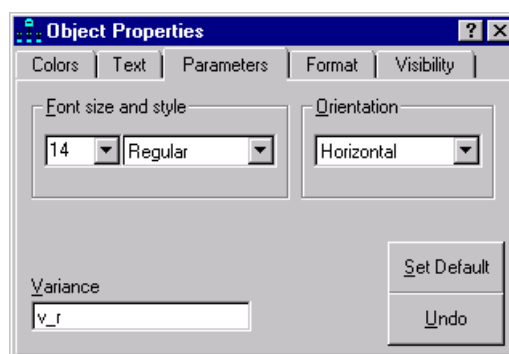 Object Properties
Colors Text Parameters Format Visibility
Font size and style
Orientation
14 Regular
Horizontal
Set Default
Variance
v_r
Undo